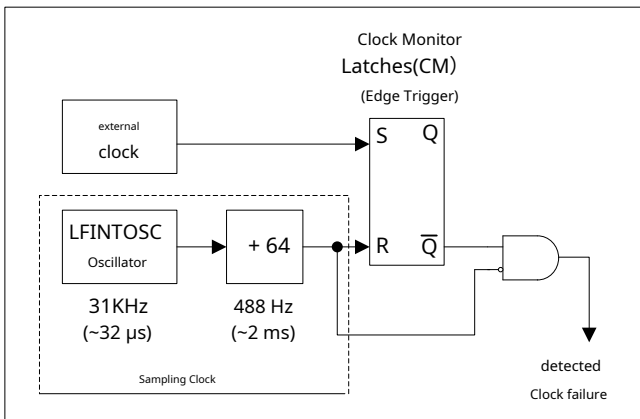 Clock Monitor
Latches(CM）
(Edge Trigger)
external
clock
S Q
LFINTOSC
Oscillator
+ 64
R Q̅
31KHz
(~32 µs)
488 Hz
(~2 ms)
Sampling Clock
detected
Clock failure